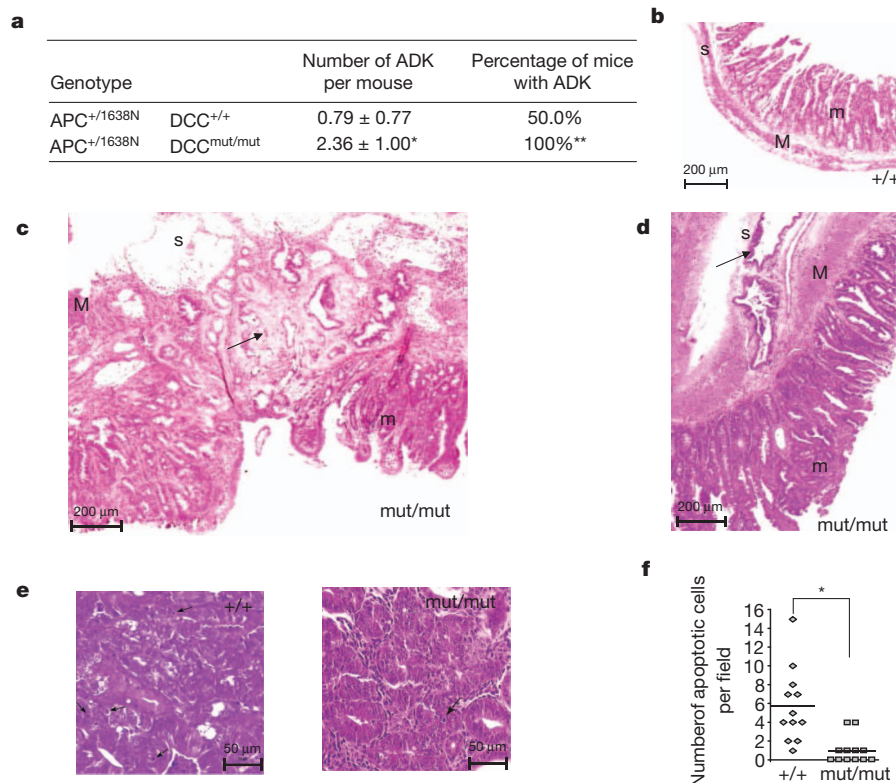 a
Genotype Number of ADK per mouse Percentage of mice with ADK
APC+/1638N DCC+/+ 0.79 ± 0.77 50.0%
APC+/1638N DCCmut/mut 2.36 ± 1.00* 100%**
b
s
m
M
200 μm
+/+
c
s
M
m
200 μm
mut/mut
d
s
M
m
200 μm
mut/mut
e
+/+
50 μm
mut/mut
50 μm
f
Numberof apoptotic cells
per field
*
16
14
12
10
8
6
4
2
0
+/+ mut/mut